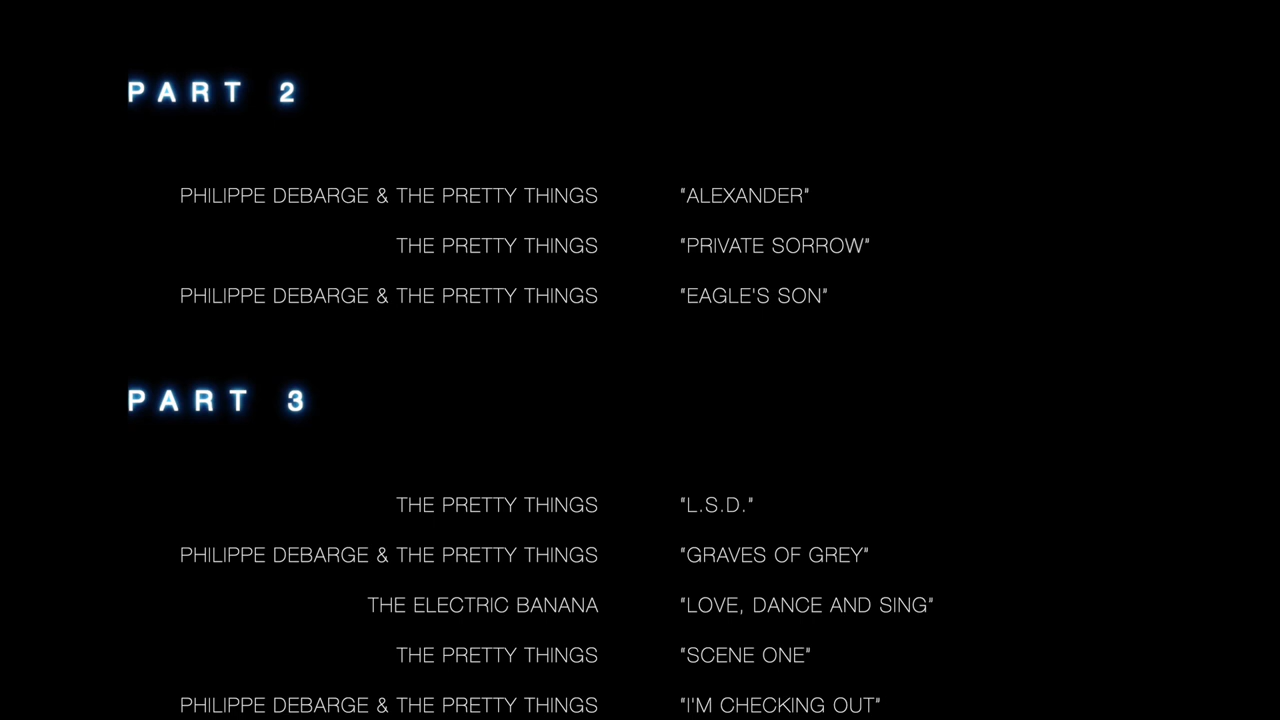 PART 2
PHILIPPE DEBARGE & THE PRETTY THINGS "ALEXANDER"
THE PRETTY THINGS "PRIVATE SORROW"
PHILIPPE DEBARGE & THE PRETTY THINGS "EAGLE'S SON"
PART 3
THE PRETTY THINGS "L.S.D."
PHILIPPE DEBARGE & THE PRETTY THINGS "GRAVES OF GREY"
THE ELECTRIC BANANA "LOVE, DANCE AND SING"
THE PRETTY THINGS "SCENE ONE"
PHILIPPE DEBARGE & THE PRETTY THINGS "I'M CHECKING OUT"